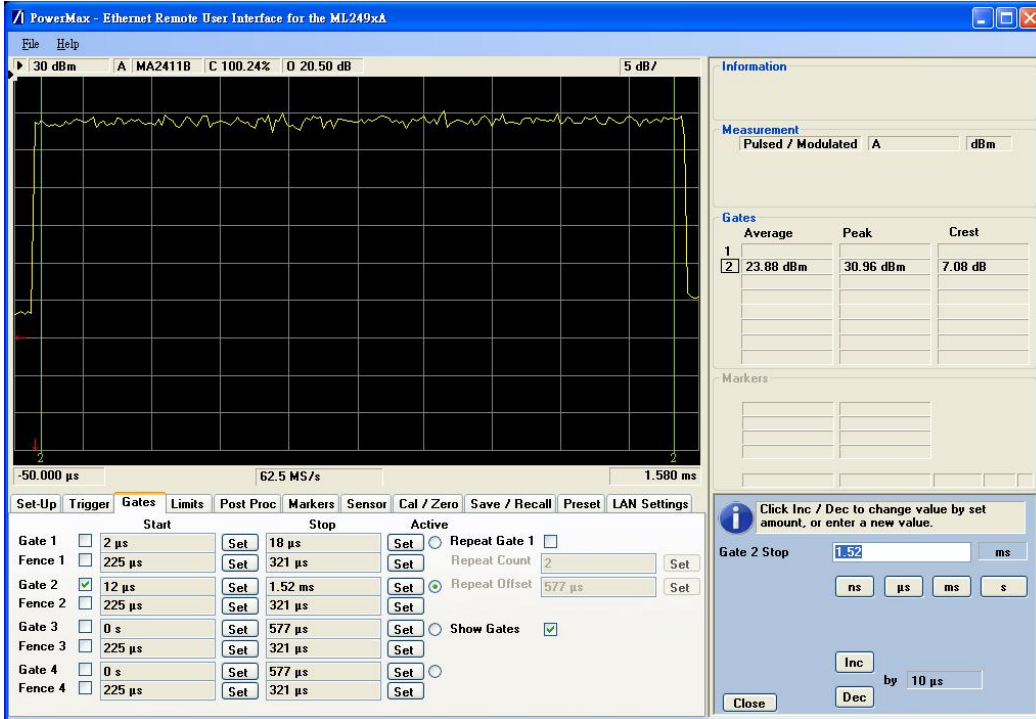 PowerMax - Ethernet Remote User Interface for the ML249xA
File Help
30 dBm A MA2411B C 100.24% O 20.50 dB 5 dB/
2 2
-50.000 µs 62.5 MS/s 1.580 ms
Information
Measurement
Pulsed / Modulated A dBm
Gates
Average Peak Crest
1
2 23.88 dBm 30.96 dBm 7.08 dB
Markers
Set-Up Trigger Gates Limits Post Proc Markers Sensor Cal / Zero Save / Recall Preset LAN Settings
Start Stop Active
Gate 1 2 µs Set 18 µs Set Repeat Gate 1
Fence 1 225 µs Set 321 µs Set Repeat Count 2 Set
Gate 2 12 µs Set 1.52 ms Set Repeat Offset 577 µs Set
Fence 2 225 µs Set 321 µs Set
Gate 3 0 s Set 577 µs Set Show Gates
Fence 3 225 µs Set 321 µs Set
Gate 4 0 s Set 577 µs Set
Fence 4 225 µs Set 321 µs Set
Click Inc / Dec to change value by set
amount, or enter a new value.
Gate 2 Stop 1.52 ms
ns µs ms s
Inc
by 10 µs
Dec
Close